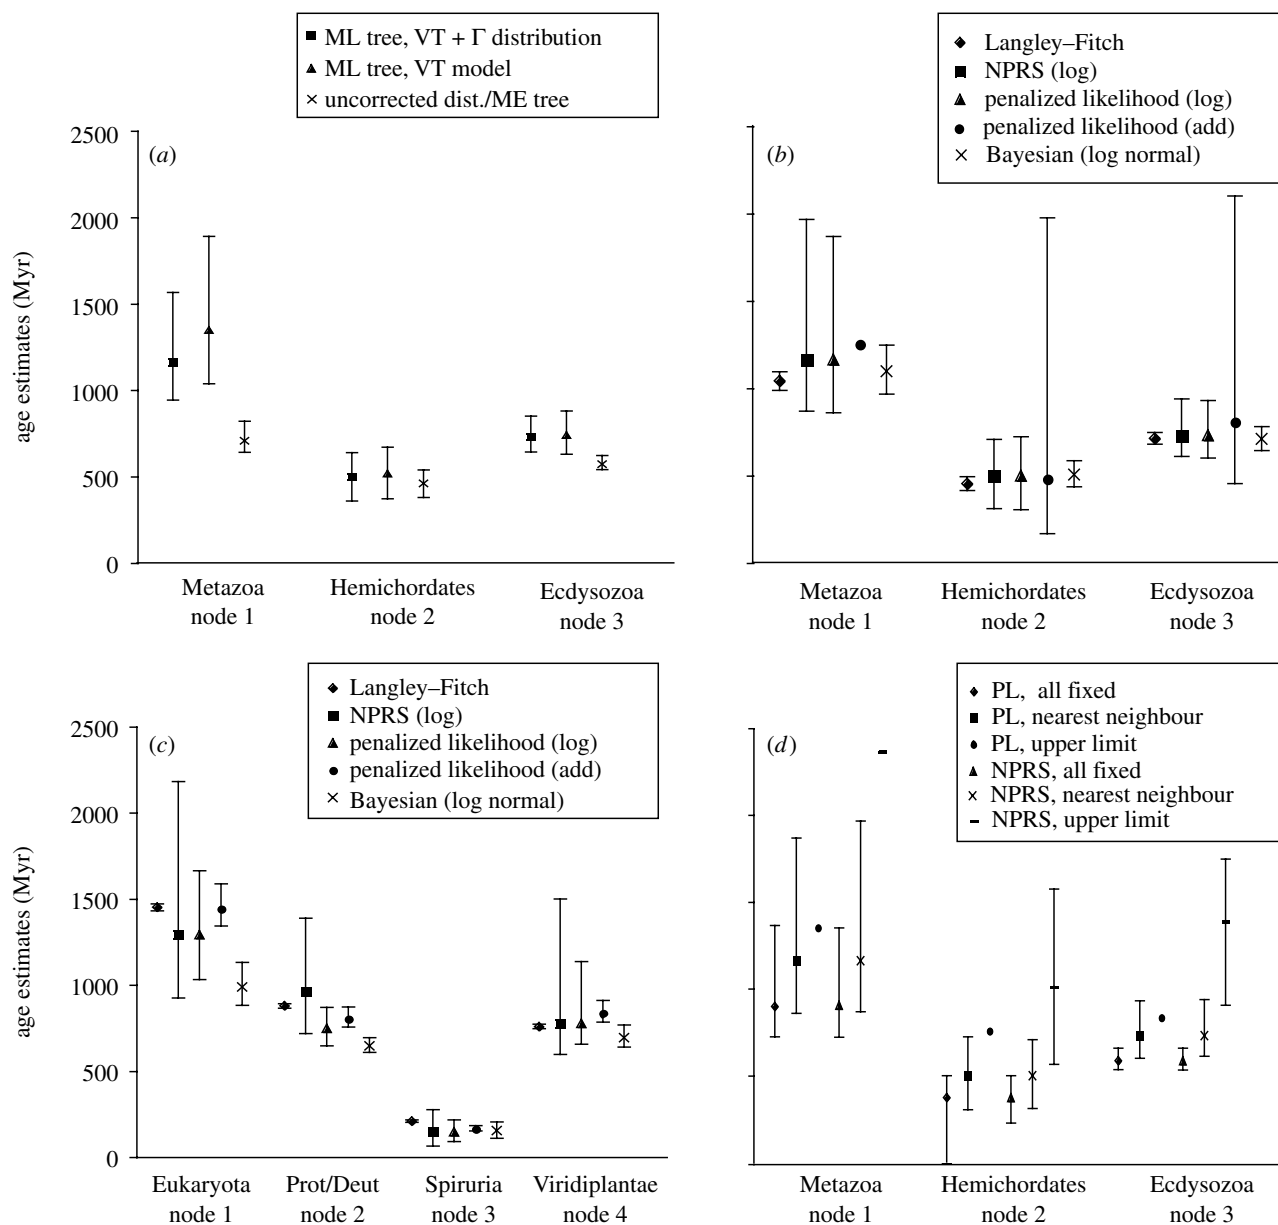 ML tree, VT + Γ distribution
ML tree, VT model
uncorrected dist./ME tree
(a)
2500
2000
1500
1000
500
0
age estimates (Myr)
Metazoa
node 1
Hemichordates
node 2
Ecdysozoa
node 3
Langley–Fitch
NPRS (log)
penalized likelihood (log)
penalized likelihood (add)
Bayesian (log normal)
(b)
Metazoa
node 1
Hemichordates
node 2
Ecdysozoa
node 3
Langley–Fitch
NPRS (log)
penalized likelihood (log)
penalized likelihood (add)
Bayesian (log normal)
(c)
2500
2000
1500
1000
500
0
age estimates (Myr)
Eukaryota
node 1
Prot/Deut
node 2
Spiruria
node 3
Viridiplantae
node 4
PL, all fixed
PL, nearest neighbour
PL, upper limit
NPRS, all fixed
NPRS, nearest neighbour
NPRS, upper limit
(d)
Metazoa
node 1
Hemichordates
node 2
Ecdysozoa
node 3